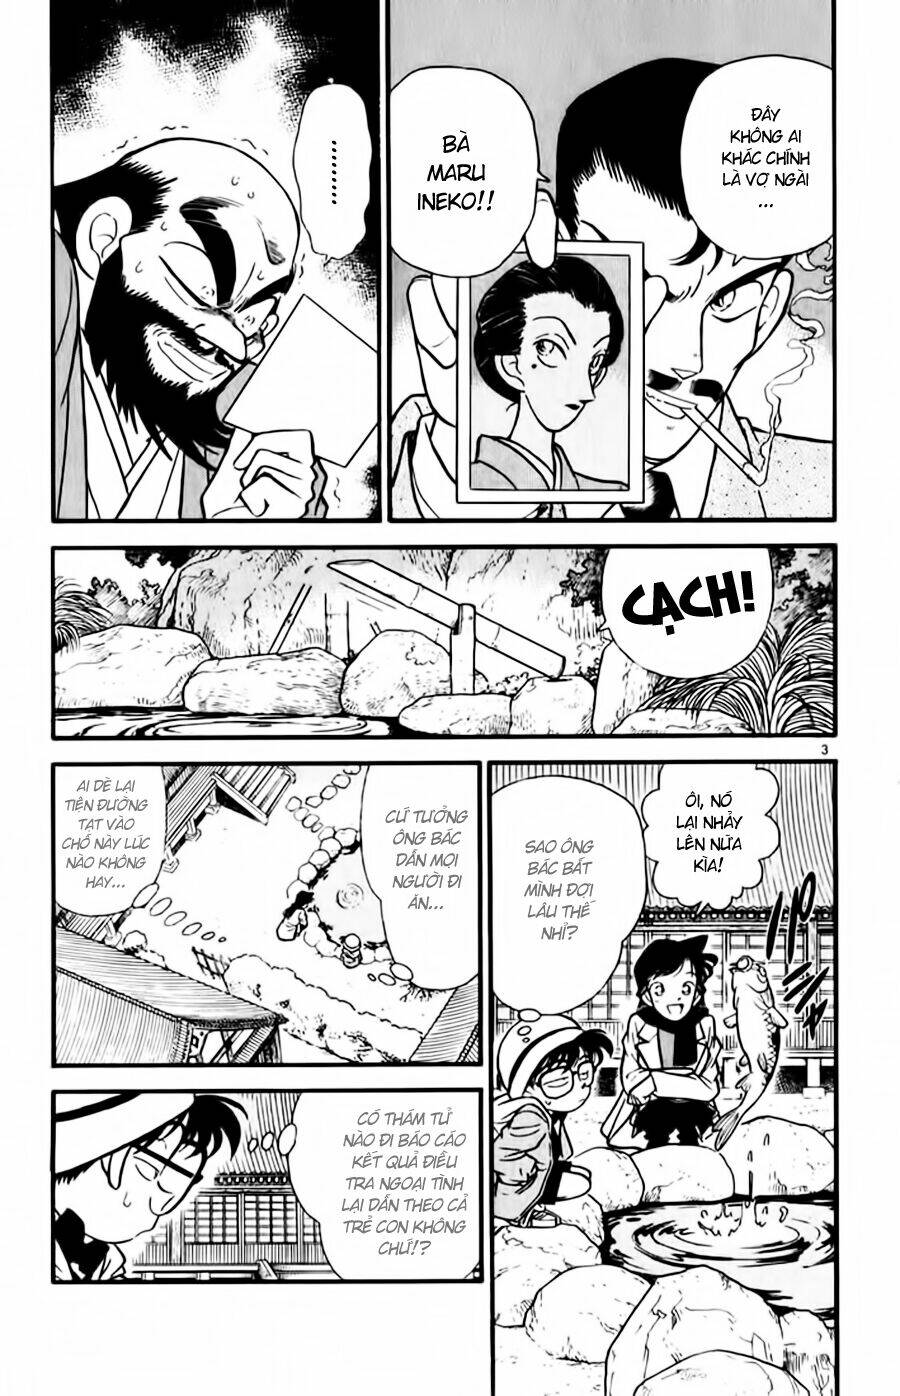 ĐÂY
KHÔNG AI
KHÁC CHÍNH
LÀ VỢ NGÀI
...
BÀ
MARU
INEKO!!
.........
CẠCH!
3
ÔI, NÓ
LẠI NHẢY
LÊN NỮA
KÌA!
SAO ÔNG
BÁC BẮT
MÌNH ĐỢI
LÂU THẾ
NHỈ?
CỨ TƯỞNG
ÔNG BÁC
DẪN MỌI
NGƯỜI ĐI
ĂN...
AI DÈ LẠI
TIỆN ĐƯỜNG
TẠT VÀO
CHỖ NÀY LÚC
NÀO KHÔNG
HAY...
CÓ THÁM TỬ
NÀO ĐI BÁO CÁO
KẾT QUẢ ĐIỀU
TRA NGOẠI TÌNH
LẠI DẪN THEO CẢ
TRẺ CON KHÔNG
CHỨ!?